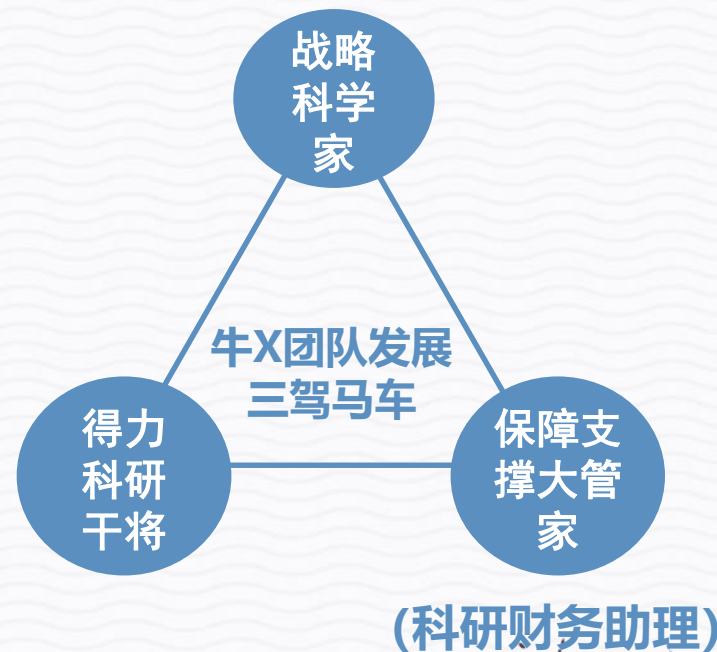 战略
科学
家
牛X团队发展
三驾马车
得力
科研
干将
保障支
撑大管
家
(科研财务助理)